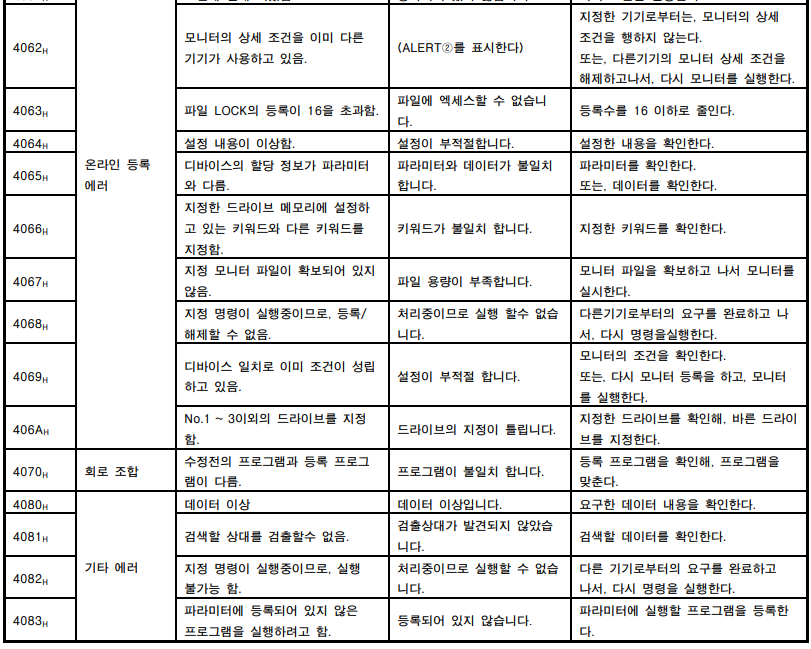 4062H
모니터의 상세 조건을 이미 다른
기기가 사용하고 있음.
(ALERT②를 표시한다)
지정한 기기로부터는, 모니터의 상세
조건을 행하지 않는다.
또는, 다른기기의 모니터 상세 조건을
해제하고나서, 다시 모니터를 실행한다.
4063H
파일 LOCK의 등록이 16을 초과함.
파일에 엑세스할 수 없습니
다.
등록수를 16 이하로 줄인다.
4064H
설정 내용이 이상함.
설정이 부적절합니다.
설정한 내용을 확인한다.
온라인 등록
에러
4065H
디바이스의 할당 정보가 파라미터
와 다름.
파라미터와 데이터가 불일치
합니다.
파라미터를 확인한다.
또는, 데이터를 확인한다.
4066H
지정한 드라이브 메모리에 설정하
고 있는 키워드와 다른 키워드를
지정함.
키워드가 불일치 합니다.
지정한 키워드를 확인한다.
4067H
지정 모니터 파일이 확보되어 있지
않음.
파일 용량이 부족합니다.
모니터 파일을 확보하고 나서 모니터를
실시한다.
4068H
지정 명령이 실행중이므로, 등록/
해제할 수 없음.
처리중이므로 실행 할수 없습
니다.
다른기기로부터의 요구를 완료하고 나
서, 다시 명령을실행한다.
4069H
디바이스 일치로 이미 조건이 성립
하고 있음.
설정이 부적절 합니다.
모니터의 조건을 확인한다.
또는, 다시 모니터 등록을 하고, 모니터
를 실행한다.
406AH
No.1 ~ 3이외의 드라이브를 지정
함.
드라이브의 지정이 틀립니다.
지정한 드라이브를 확인해, 바른 드라이
브를 지정한다.
4070H
회로 조합
수정전의 프로그램과 등록 프로그
램이 다름.
프로그램이 불일치 합니다.
등록 프로그램을 확인해, 프로그램을
맞춘다.
4080H
데이터 이상
데이터 이상입니다.
요구한 데이터 내용을 확인한다.
4081H
검색할 상대를 검출할수 없음.
검출상대가 발견되지 않았습
니다.
검색할 데이터를 확인한다.
기타 에러
4082H
지정 명령이 실행중이므로, 실행
불가능 함.
처리중이므로 실행할 수 없습
니다.
다른 기기로부터의 요구를 완료하고
나서, 다시 명령을 실행한다.
4083H
파라미터에 등록되어 있지 않은
프로그램을 실행하려고 함.
등록되어 있지 않습니다.
파라미터에 실행할 프로그램을 등록한
다.